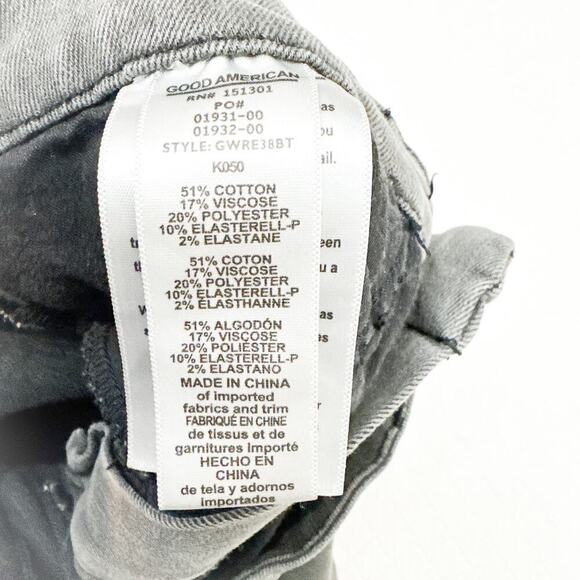 GOOD AMERICAN
RN# 151301
PO#
01931-00
01932-00
STYLE: GWRE38BT
K050
51% COTTON
17% VISCOSE
20% POLYESTER
10% ELASTERELL-P
2% ELASTANE
51% COTON
17% VISCOSE
20% POLYESTER
10% ELASTERELL-P
2% ÉLASTHANNE
51% ALGODÓN
17% VISCOSE
20% POLIÉSTER
10% ELASTERELL-P
2% ELASTANO
MADE IN CHINA
of imported
fabrics and trim
FABRIQUÉ EN CHINE
de tissus et de
garnitures importé
HECHO EN
CHINA
de tela y adornos
importados